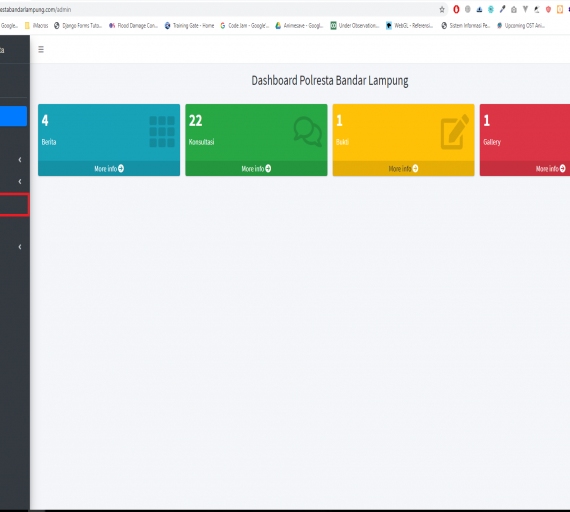 estabandarlampung.com/admin
Google.. iMacros Django Forms Tuto... Flood Damage Con... Training Gate - Home Code Jam - Google... Animesave - Googl... Under Observation... WebGL - Referensi... Sistem Informasi Pe... Upcoming OST Ani...
ta
Dashboard Polresta Bandar Lampung
4 22 1 1
Berita Konsultasi Bukti Gallery
More info More info More info More info